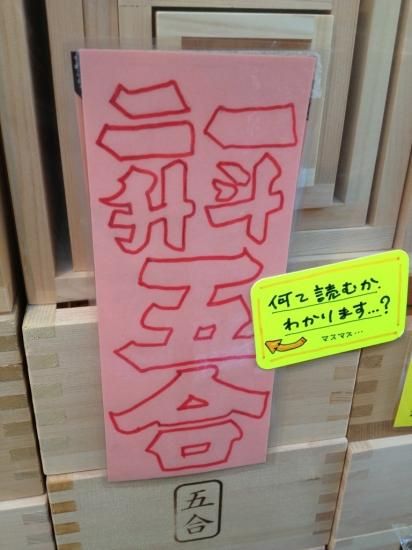 一斗
二升
五合
何て読むか
わかります…?
マスマス…
五合